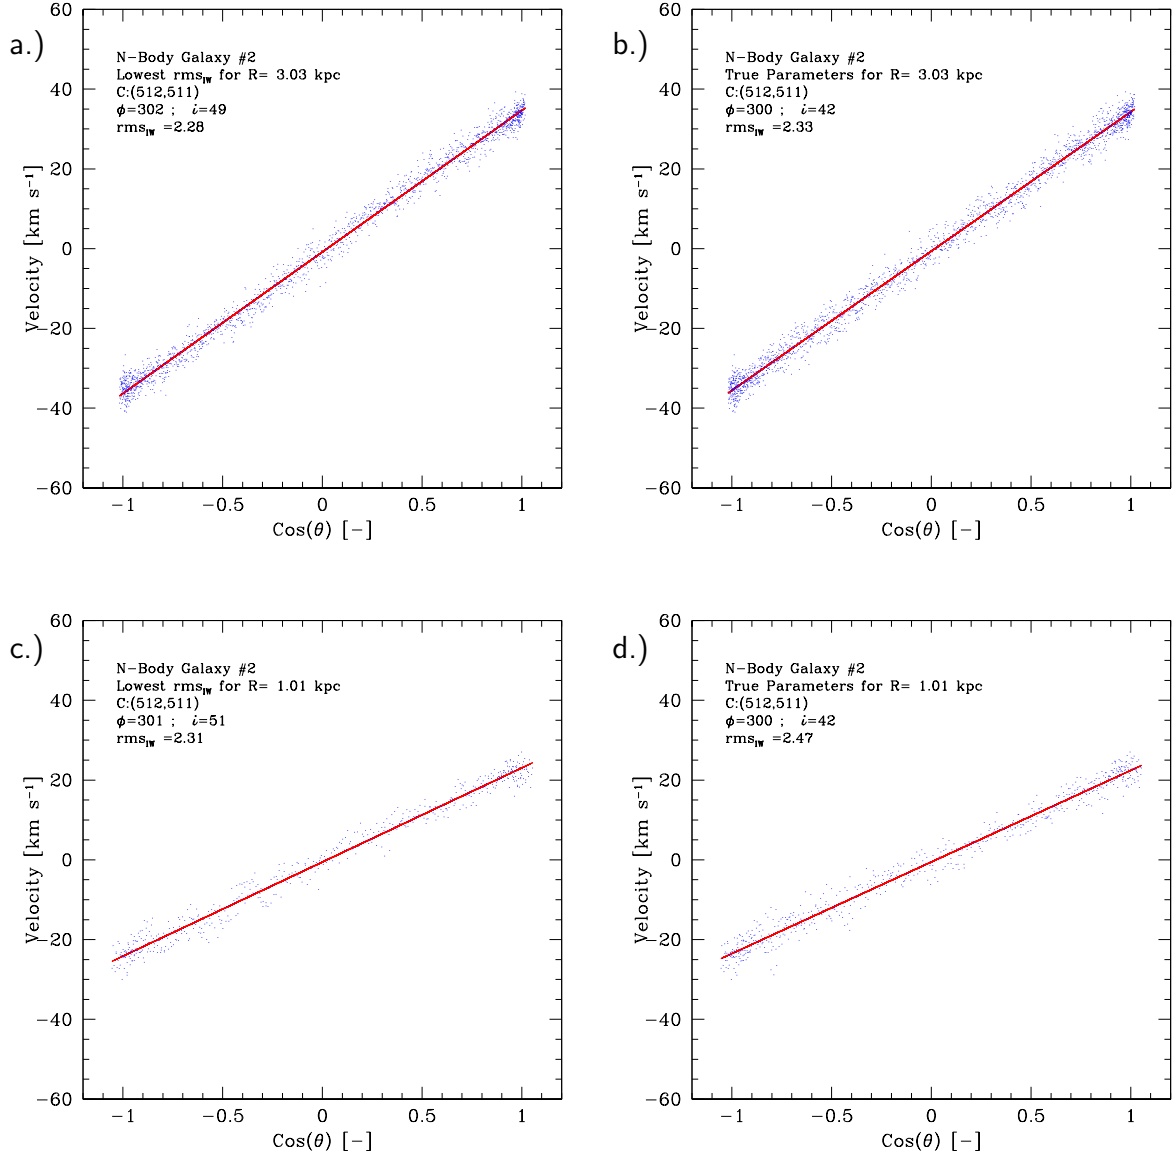 a.)
N-Body Galaxy #2
Lowest rms_IW for R= 3.03 kpc
C:(512,511)
ϕ=302 ; i=49
rms_IW =2.28
60
40
20
0
−20
−40
−60
Velocity [km s⁻¹]
−1 −0.5 0 0.5 1
Cos(θ) [−]
b.)
N-Body Galaxy #2
True Parameters for R= 3.03 kpc
C:(512,511)
ϕ=300 ; i=42
rms_IW =2.33
60
40
20
0
−20
−40
−60
Velocity [km s⁻¹]
−1 −0.5 0 0.5 1
Cos(θ) [−]
c.)
N-Body Galaxy #2
Lowest rms_IW for R= 1.01 kpc
C:(512,511)
ϕ=301 ; i=51
rms_IW =2.31
60
40
20
0
−20
−40
−60
Velocity [km s⁻¹]
−1 −0.5 0 0.5 1
Cos(θ) [−]
d.)
N-Body Galaxy #2
True Parameters for R= 1.01 kpc
C:(512,511)
ϕ=300 ; i=42
rms_IW =2.47
60
40
20
0
−20
−40
−60
Velocity [km s⁻¹]
−1 −0.5 0 0.5 1
Cos(θ) [−]